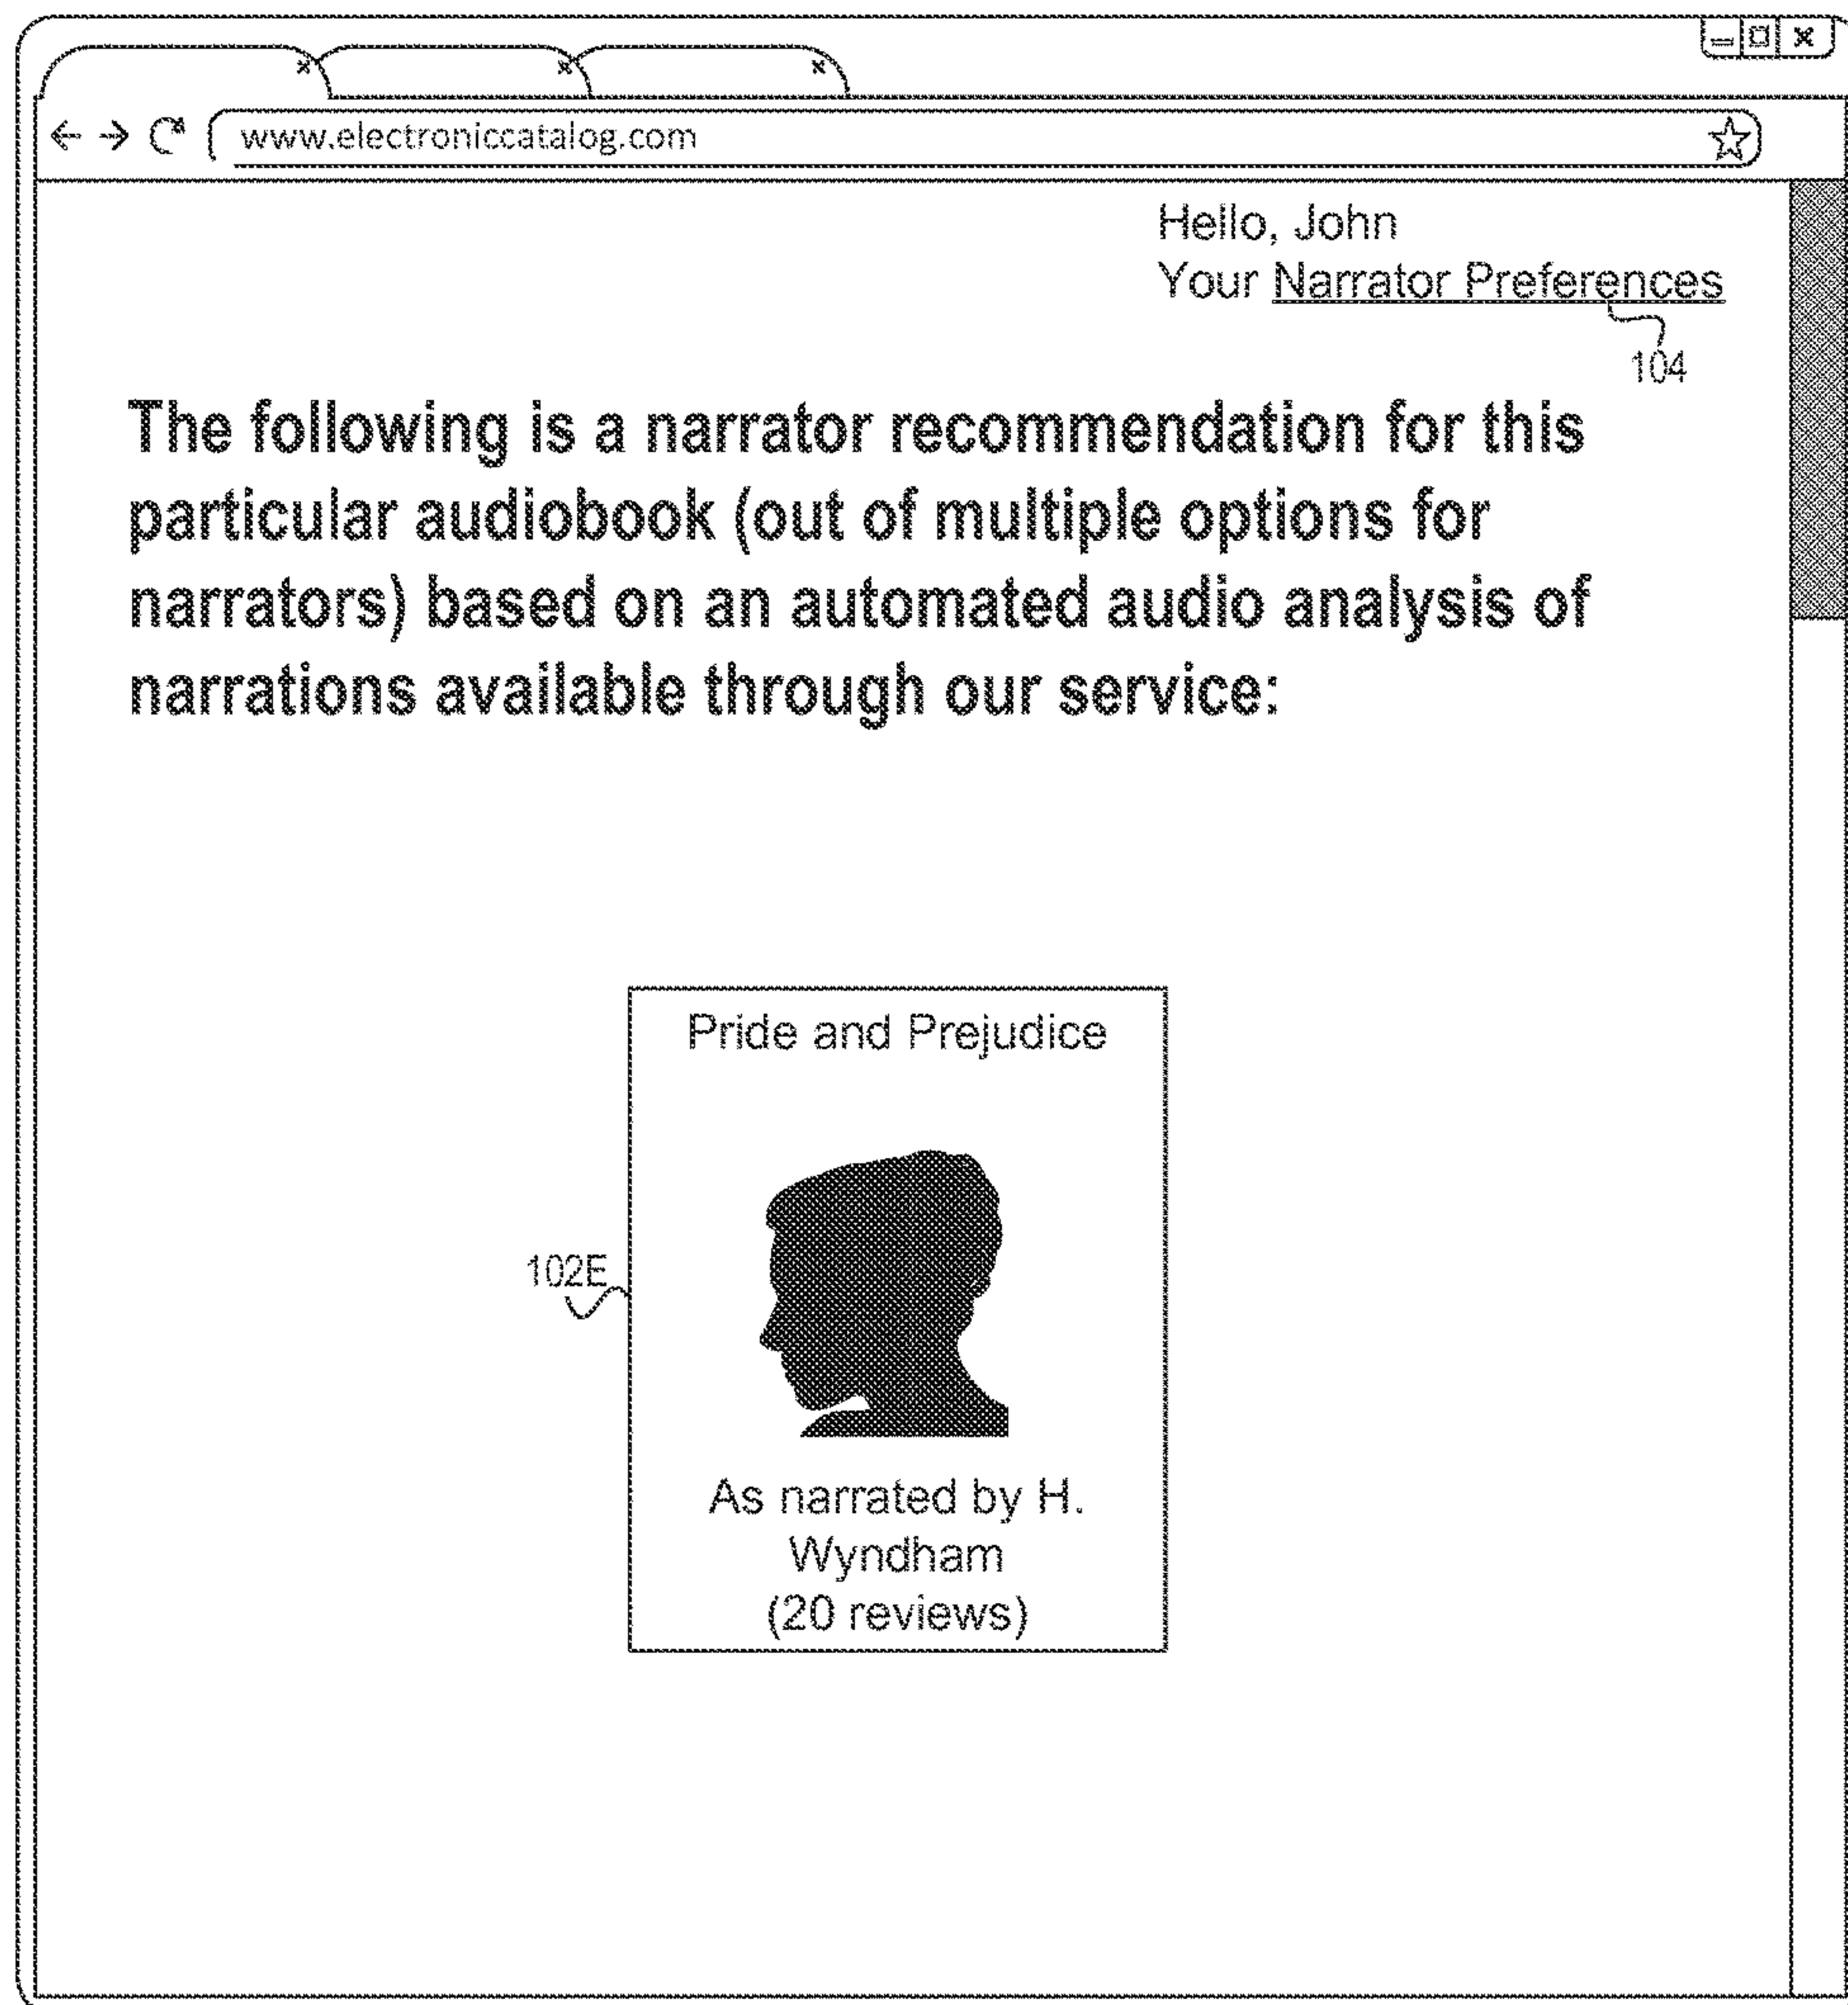 www.electroniccatalog.com
Hello, John
Your Narrator Preferences
104
The following is a narrator recommendation for this
particular audiobook (out of multiple options for
narrators) based on an automated audio analysis of
narrations available through our service:
Pride and Prejudice
102E
As narrated by H.
Wyndham
(20 reviews)